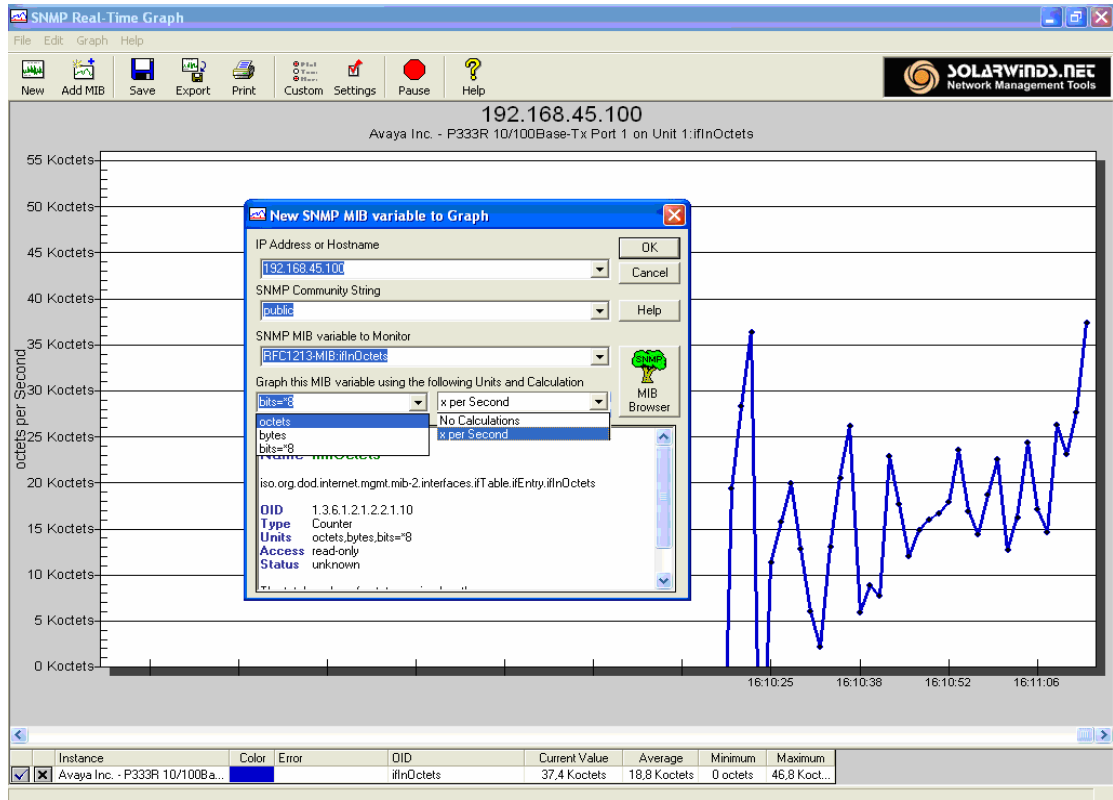 SNMP Real-Time Graph
File Edit Graph Help
New Add MIB Save Export Print Custom Settings Pause Help
SOLARWINDS.NET
Network Management Tools
192.168.45.100
Avaya Inc. - P333R 10/100Base-Tx Port 1 on Unit 1:ifInOctets
octets per Second
55 Koctets
50 Koctets
45 Koctets
40 Koctets
35 Koctets
30 Koctets
25 Koctets
20 Koctets
15 Koctets
10 Koctets
5 Koctets
0 Koctets
16:10:25 16:10:38 16:10:52 16:11:06
New SNMP MIB variable to Graph
IP Address or Hostname
192.168.45.100
SNMP Community String
public
SNMP MIB variable to Monitor
RFC1213-MIB:ifInOctets
Graph this MIB variable using the following Units and Calculation
bits=*8 x per Second
octets
bytes
bits=*8
No Calculations
x per Second
OK
Cancel
Help
SNMP
MIB
Browser
Name ifInOctets
iso.org.dod.internet.mgmt.mib-2.interfaces.ifTable.ifEntry.ifInOctets
OID 1.3.6.1.2.1.2.2.1.10
Type Counter
Units octets,bytes,bits=*8
Access read-only
Status unknown
Instance Color Error OID Current Value Average Minimum Maximum
Avaya Inc. - P333R 10/100Ba... ifInOctets 37,4 Koctets 18,8 Koctets 0 octets 46,8 Koct...